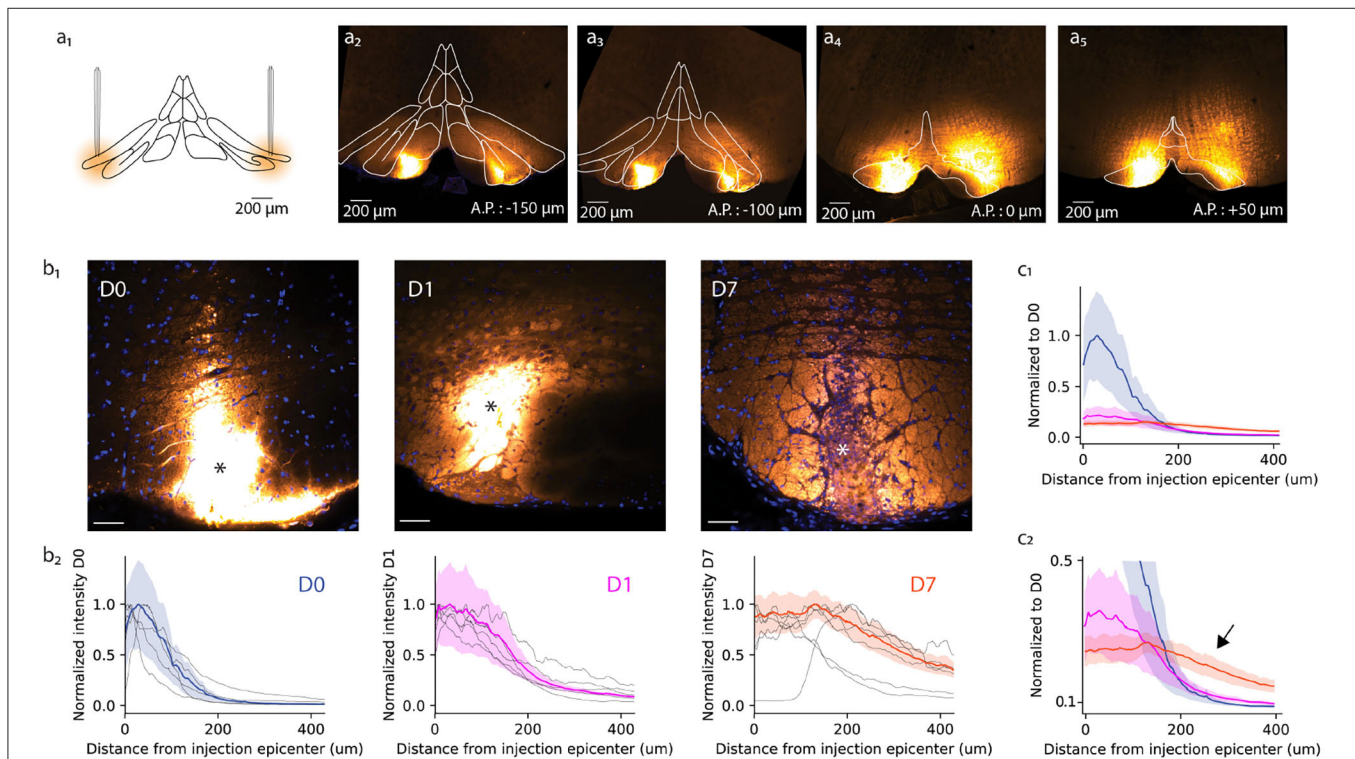 a1
200 µm
a2
200 µm
A.P. : -150 µm
a3
200 µm
A.P. : -100 µm
a4
200 µm
A.P. : 0 µm
a5
200 µm
A.P. : +50 µm
b1
D0
*
D1
*
D7
*
C1
Normalized to D0
1.0
0.5
0.0
0
200
400
Distance from injection epicenter (um)
b2
Normalized intensity D0
D0
1.0
0.5
0.0
0
200
400
Distance from injection epicenter (um)
Normalized intensity D1
D1
1.0
0.5
0.0
0
200
400
Distance from injection epicenter (um)
Normalized intensity D7
D7
1.0
0.5
0.0
0
200
400
Distance from injection epicenter (um)
C2
Normalized to D0
0.5
0.1
0
200
400
Distance from injection epicenter (um)